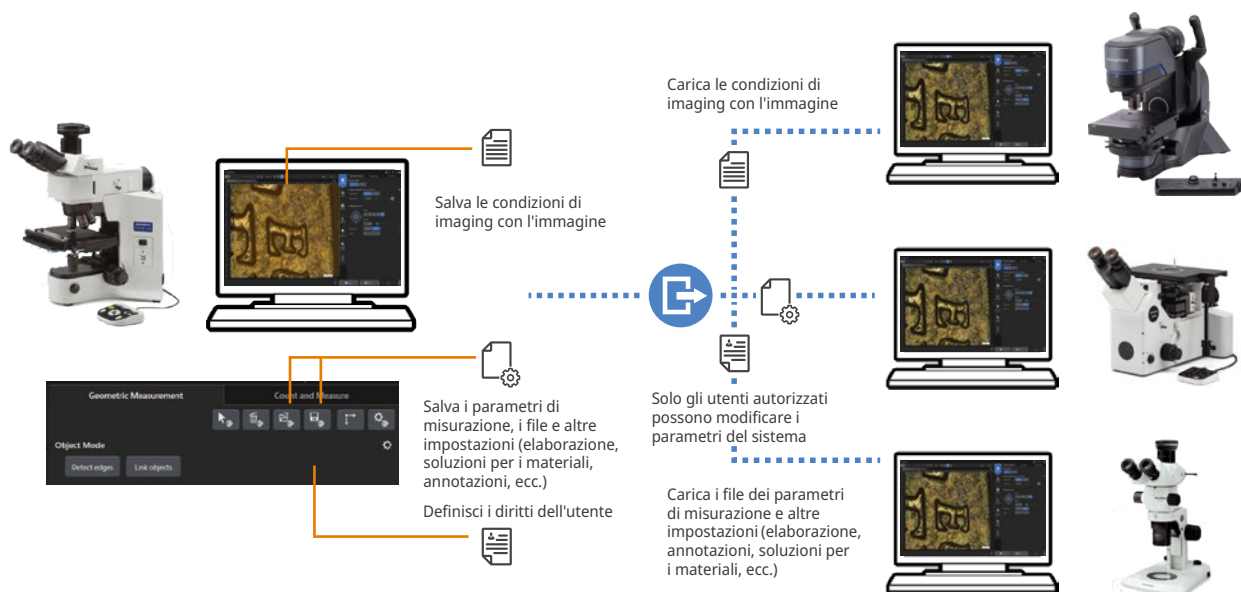 Salva le condizioni di
imaging con l'immagine
Geometric Measurement
Count and Measure
Object Mode
Detect edges
Link objects
Salva i parametri di
misurazione, i file e altre
impostazioni (elaborazione,
soluzioni per i materiali,
annotazioni, ecc.)
Definisci i diritti dell'utente
Carica le condizioni di
imaging con l'immagine
Solo gli utenti autorizzati
possono modificare i
parametri del sistema
Carica i file dei parametri
di misurazione e altre
impostazioni (elaborazione,
annotazioni, soluzioni per
i materiali, ecc.)